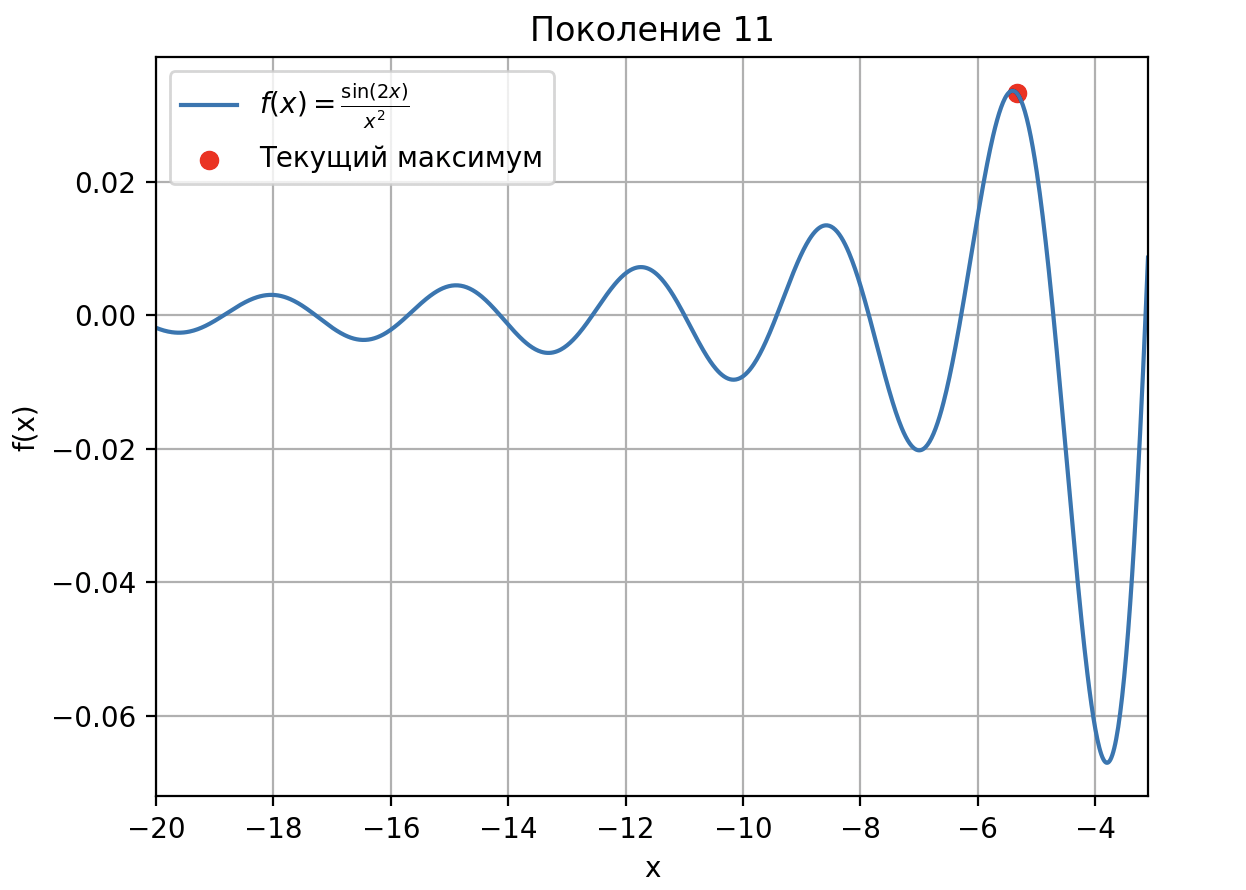 Поколение 11
f(x) = sin(2x)/x²
Текущий максимум
0.02
0.00
−0.02
−0.04
−0.06
f(x)
−20 −18 −16 −14 −12 −10 −8 −6 −4
x